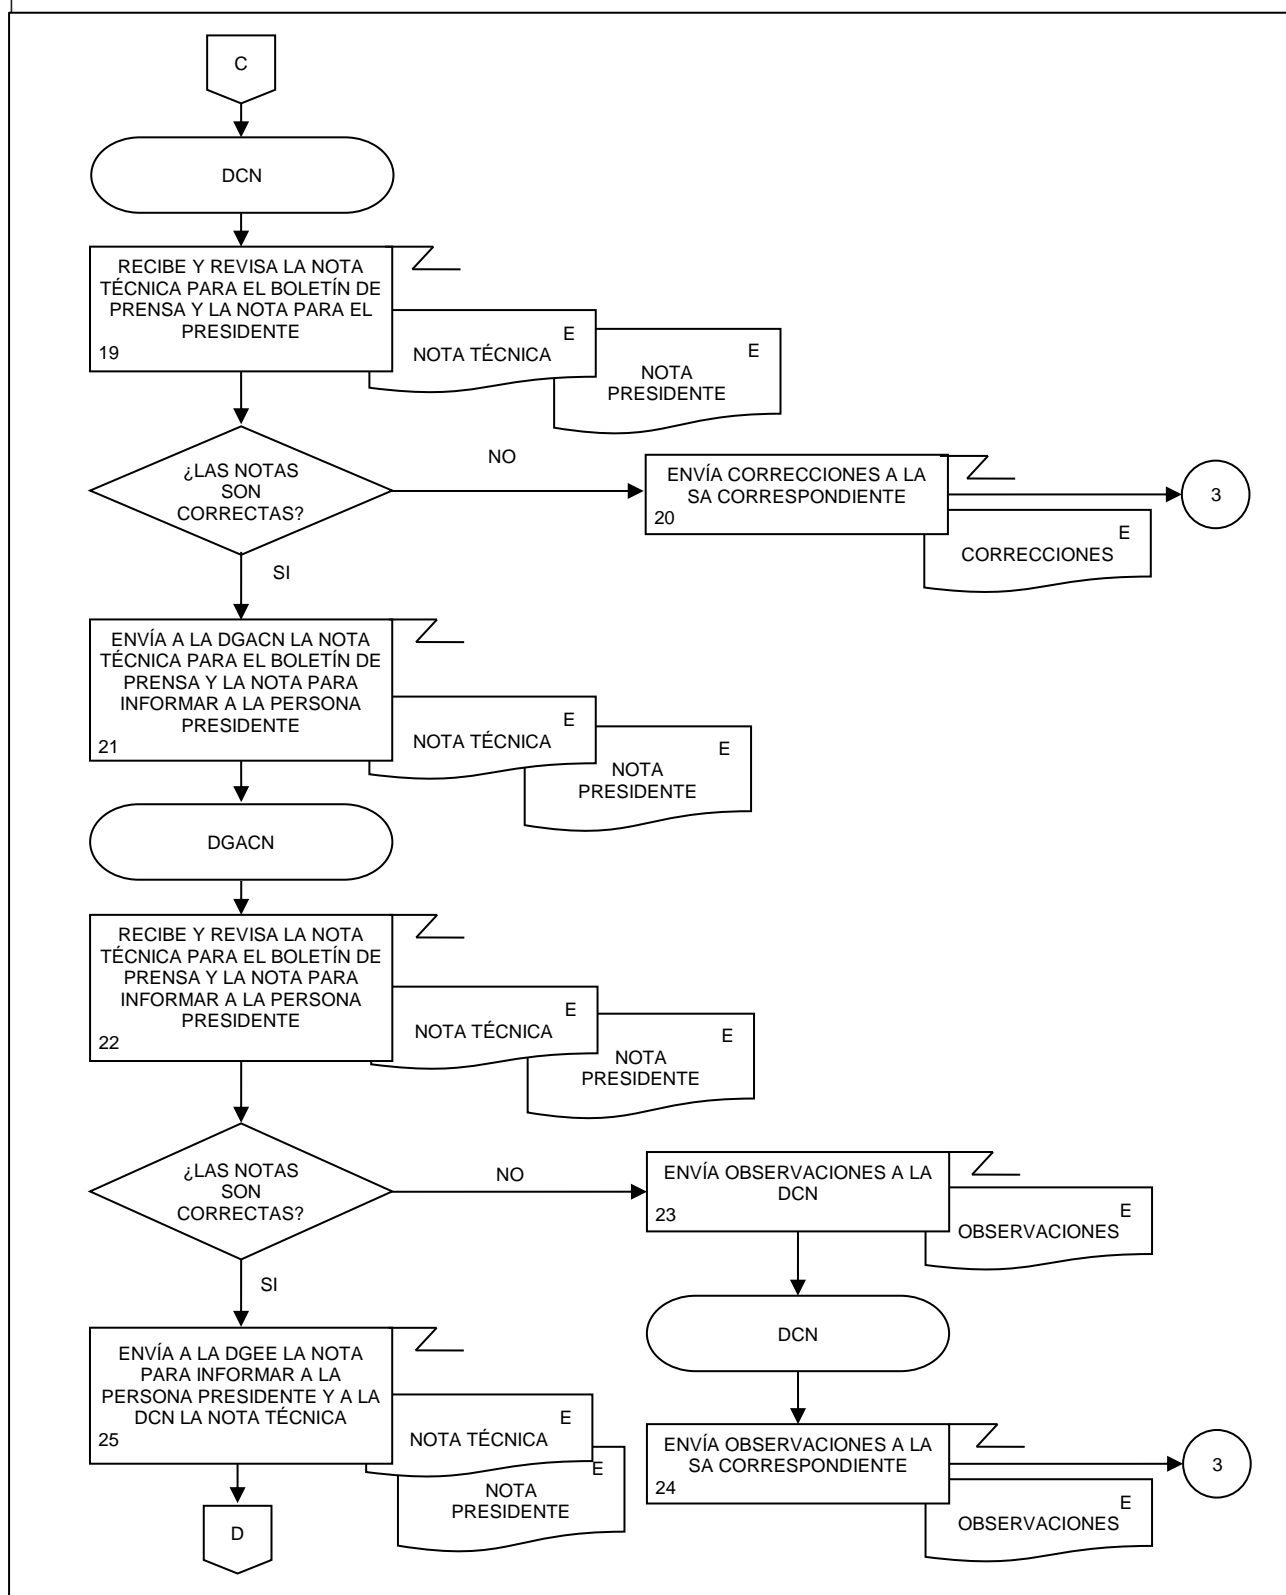 C
DCN
RECIBE Y REVISA LA NOTA
TÉCNICA PARA EL BOLETÍN DE
PRENSA Y LA NOTA PARA EL
PRESIDENTE
19
E
NOTA TÉCNICA
E
NOTA
PRESIDENTE
¿LAS NOTAS
SON
CORRECTAS?
NO
ENVÍA CORRECCIONES A LA
SA CORRESPONDIENTE
20
E
CORRECCIONES
3
SI
ENVÍA A LA DGACN LA NOTA
TÉCNICA PARA EL BOLETÍN DE
PRENSA Y LA NOTA PARA
INFORMAR A LA PERSONA
PRESIDENTE
21
E
NOTA TÉCNICA
E
NOTA
PRESIDENTE
DGACN
RECIBE Y REVISA LA NOTA
TÉCNICA PARA EL BOLETÍN DE
PRENSA Y LA NOTA PARA
INFORMAR A LA PERSONA
PRESIDENTE
22
E
NOTA TÉCNICA
E
NOTA
PRESIDENTE
¿LAS NOTAS
SON
CORRECTAS?
NO
ENVÍA OBSERVACIONES A LA
DCN
23
E
OBSERVACIONES
DCN
ENVÍA OBSERVACIONES A LA
SA CORRESPONDIENTE
24
E
OBSERVACIONES
3
SI
ENVÍA A LA DGEE LA NOTA
PARA INFORMAR A LA
PERSONA PRESIDENTE Y A LA
DCN LA NOTA TÉCNICA
25
E
NOTA TÉCNICA
E
NOTA
PRESIDENTE
D